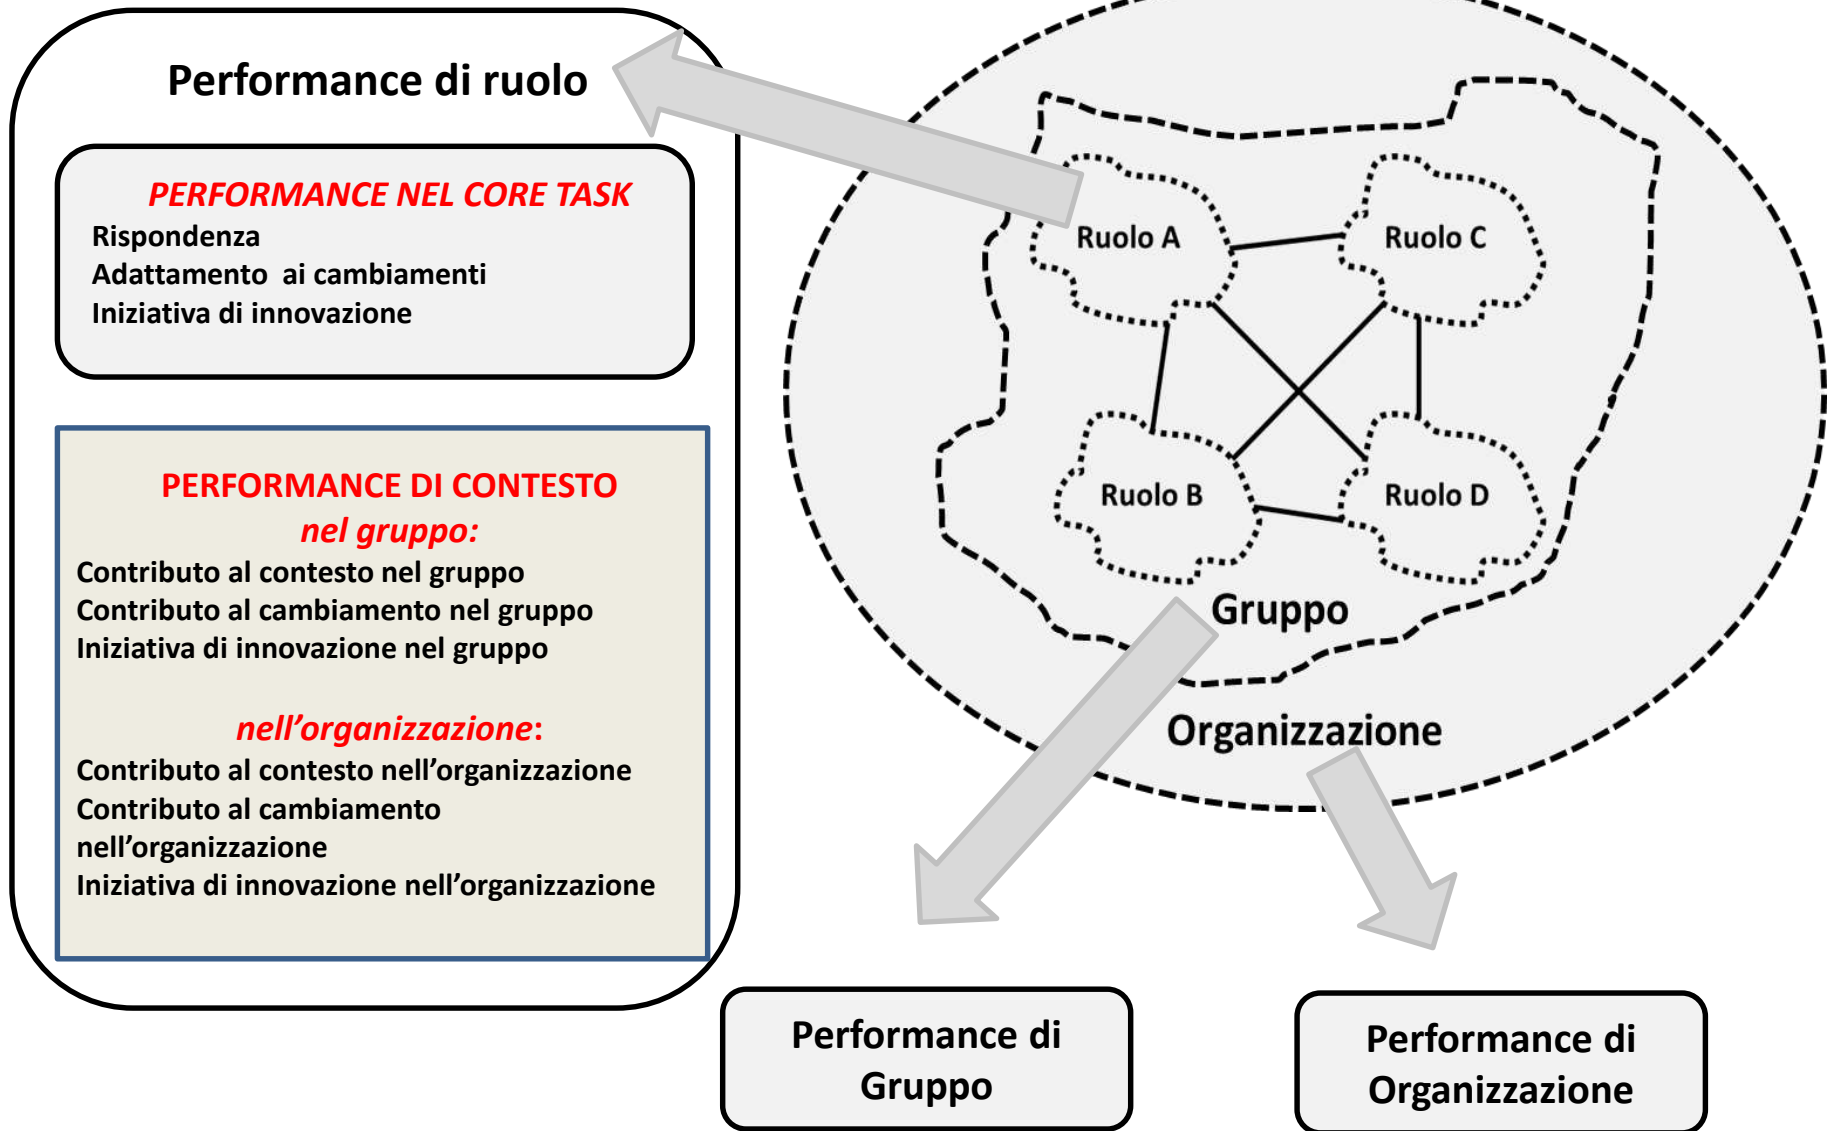 Performance di ruolo
PERFORMANCE NEL CORE TASK
Rispondenza
Adattamento ai cambiamenti
Iniziativa di innovazione
PERFORMANCE DI CONTESTO
nel gruppo:
Contributo al contesto nel gruppo
Contributo al cambiamento nel gruppo
Iniziativa di innovazione nel gruppo
nell’organizzazione:
Contributo al contesto nell’organizzazione
Contributo al cambiamento
nell’organizzazione
Iniziativa di innovazione nell’organizzazione
Ruolo A
Ruolo C
Ruolo B
Ruolo D
Gruppo
Organizzazione
Performance di
Gruppo
Performance di
Organizzazione